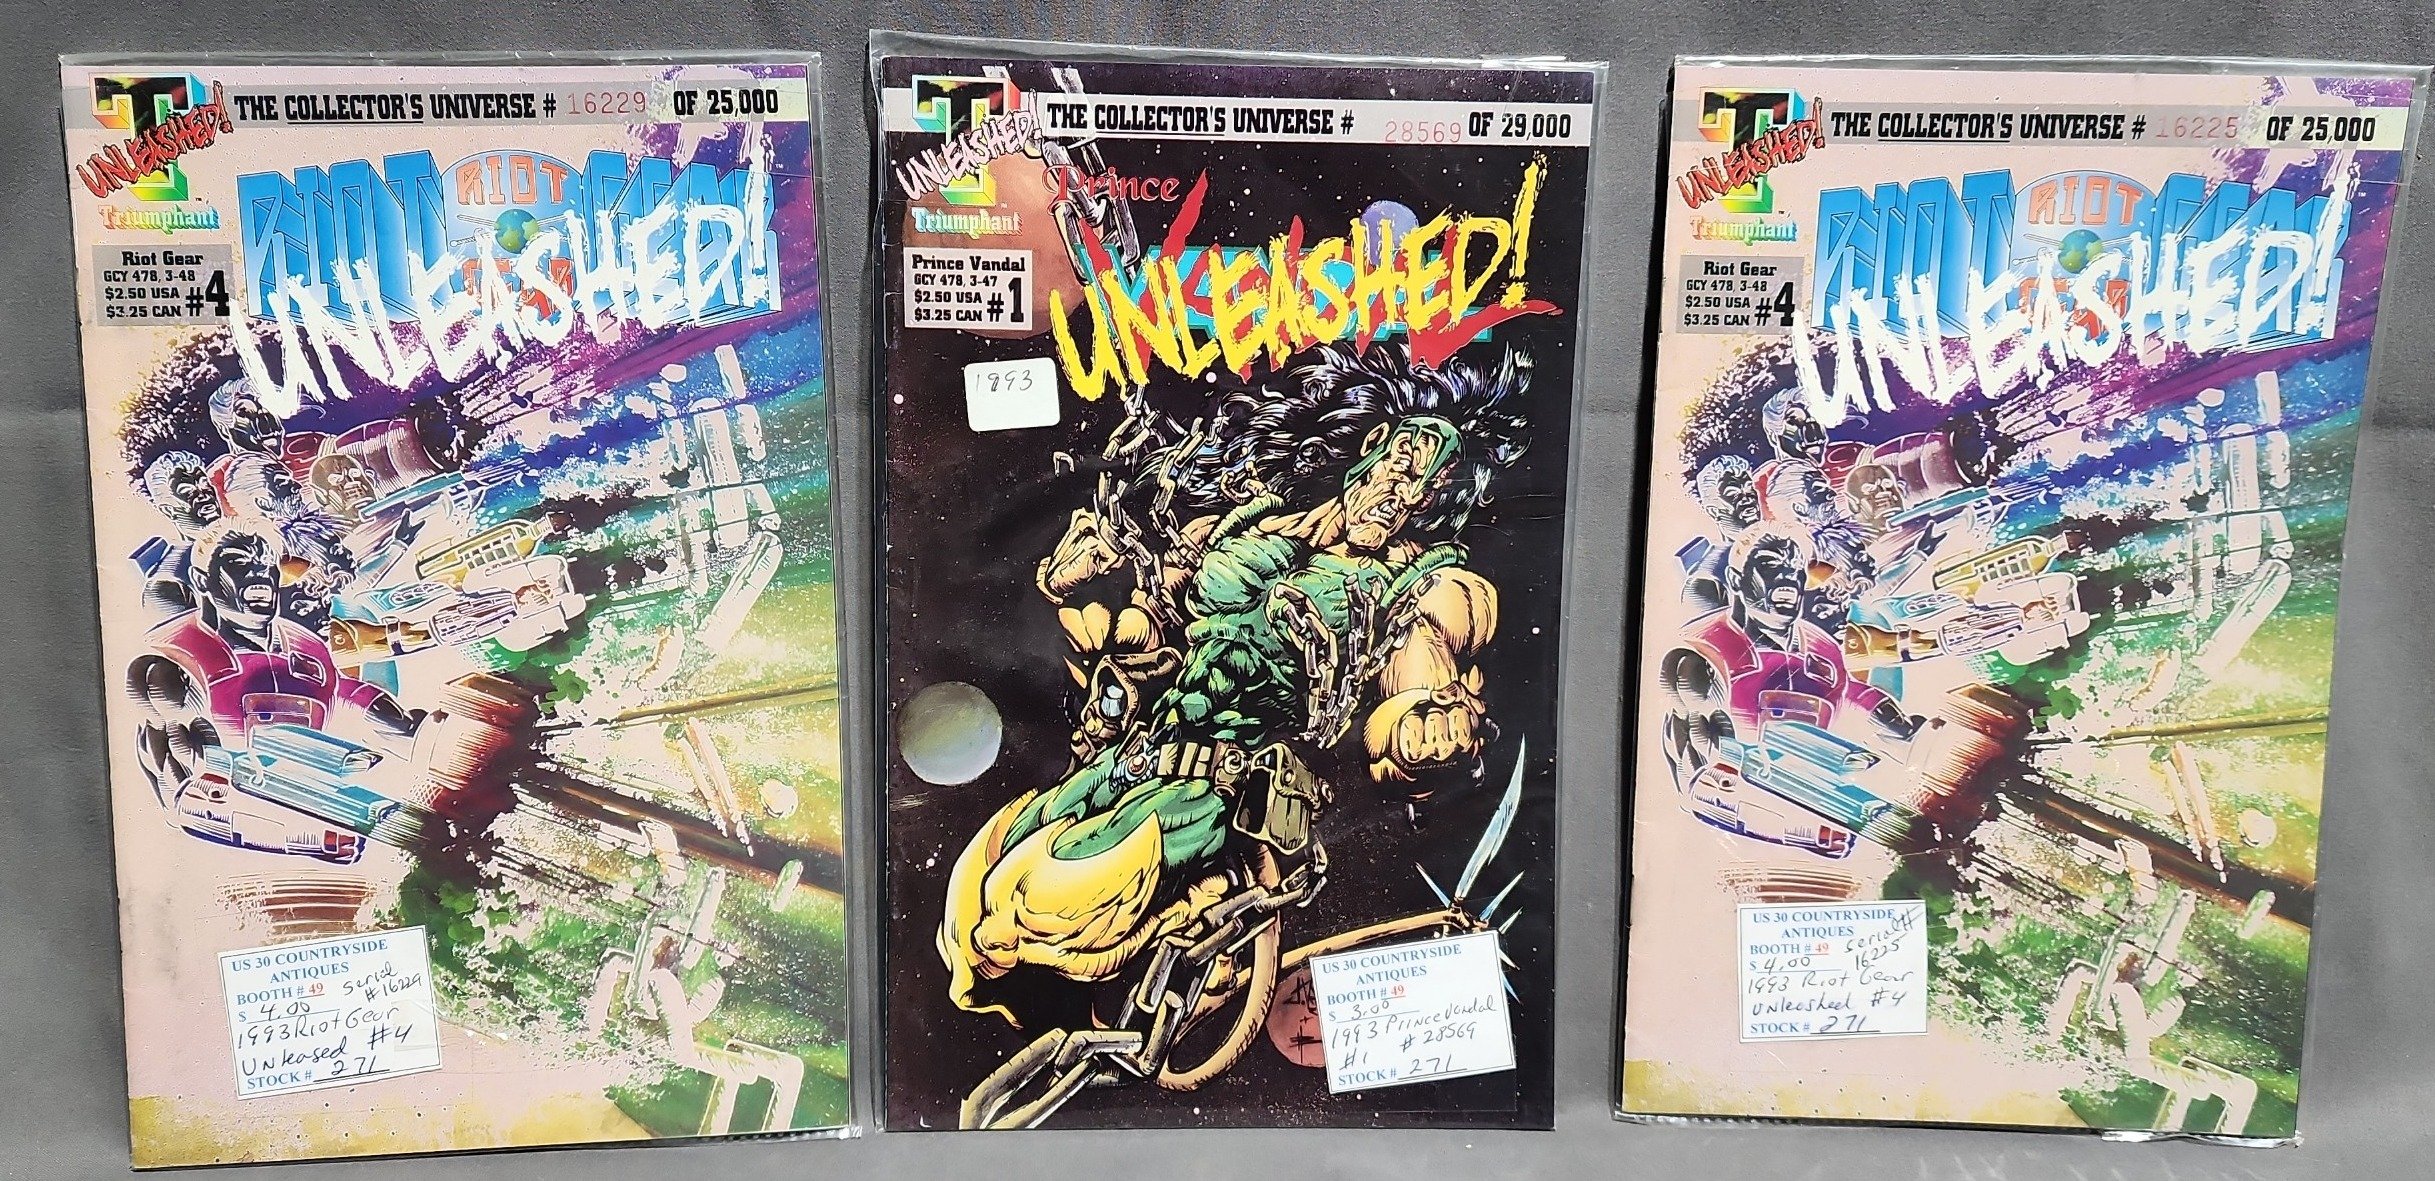 UNLEASHED!
T
Triumphant
THE COLLECTOR'S UNIVERSE # 16229 OF 25,000
Riot Gear
GCY 478, 3-48
$2.50 USA
$3.25 CAN #4
RIOT GEAR
RIOT
GEAR
UNLEASHED!
US 30 COUNTRYSIDE
ANTIQUES
BOOTH # 49 serial
$ 4.00 #16229
1993 Riot Gear
Unleased #4
STOCK # 271
UNLEASHED!
T
Triumphant
THE COLLECTOR'S UNIVERSE # 28569 OF 29,000
Prince Vandal
GCY 478, 3-47
$2.50 USA
$3.25 CAN #1
Prince
UNLEASHED!
1993
US 30 COUNTRYSIDE
ANTIQUES
BOOTH # 49
$ 3.00
1993 Prince Vandal
#1 #28569
STOCK # 271
UNLEASHED!
T
Triumphant
THE COLLECTOR'S UNIVERSE # 16225 OF 25,000
Riot Gear
GCY 478, 3-48
$2.50 USA
$3.25 CAN #4
RIOT GEAR
RIOT
GEAR
UNLEASHED!
US 30 COUNTRYSIDE
ANTIQUES
BOOTH # 49 serial#
$ 4.00 16225
1993 Riot Gear
Unleashed #4
STOCK # 271